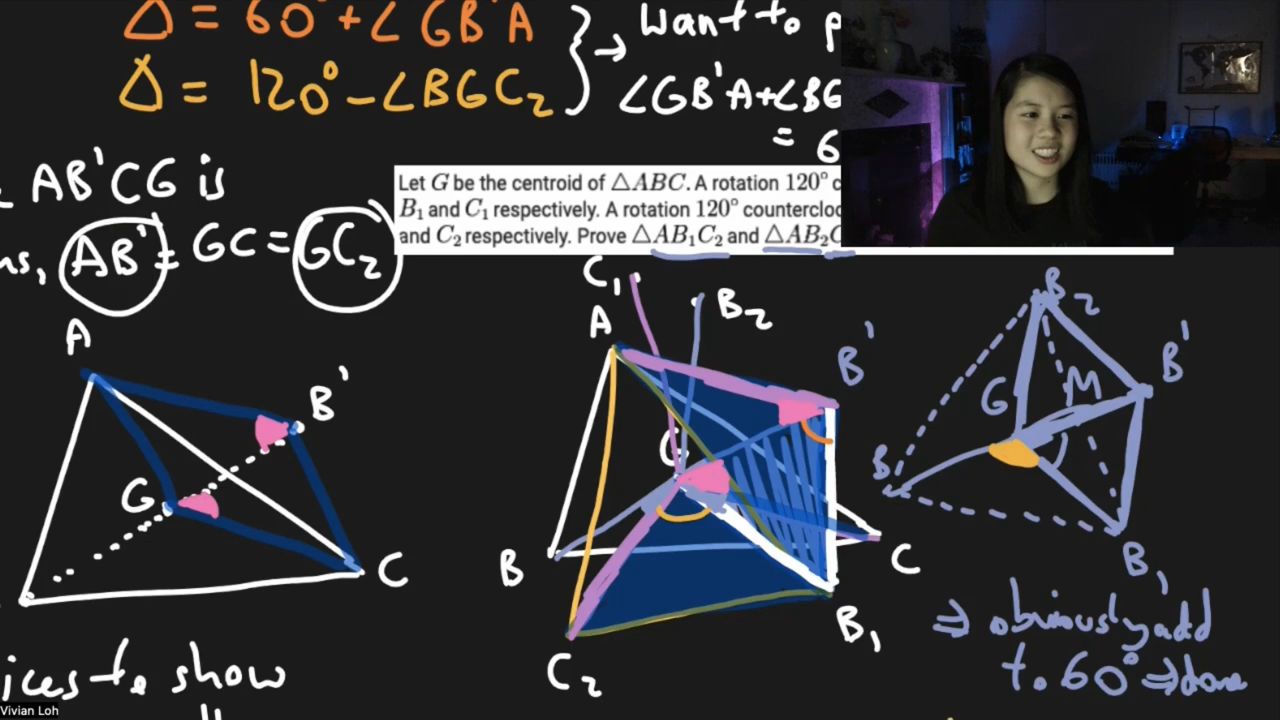 Δ = 60° + ∠GB'A
Δ = 120° - ∠BGC₂
Want to p
∠GB'A + ∠BG
= 6
AB'CG is
AB' = GC = GC₂
Let G be the centroid of △ABC. A rotation 120° c
B₁ and C₁ respectively. A rotation 120° countercloc
and C₂ respectively. Prove △AB₁C₂ and △AB₂C
A
B'
G
C
C₁
A
B₂
B'
G
B
C
B₁
C₂
B₂
B'
G
M
B
B₁
⇒ obviously add
to 60° ⇒ done
ices to show
Vivian Loh